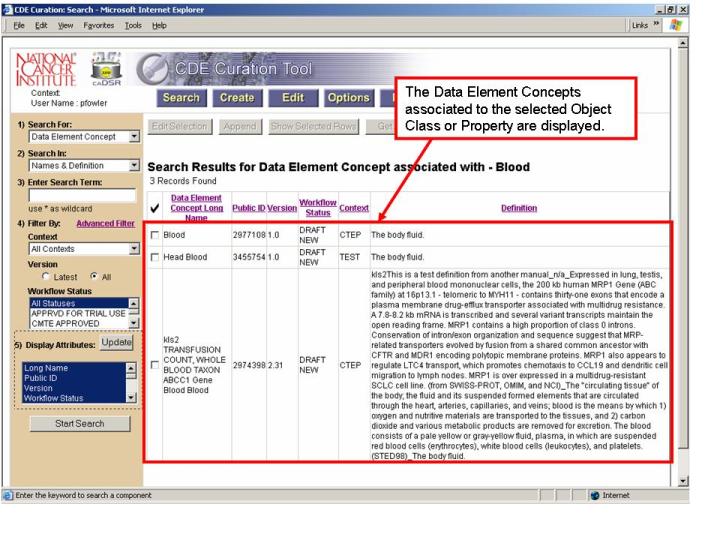 CDE Curation: Search - Microsoft Internet Explorer
File Edit View Favorites Tools Help
Links »
NATIONAL
CANCER
INSTITUTE
caDSR
CDE Curation Tool
Context:
User Name : pfowler
Search Create Edit Options
The Data Element Concepts
associated to the selected Object
Class or Property are displayed.
1) Search For:
Data Element Concept
2) Search in:
Names & Definition
3) Enter Search Term:
use * as wildcard
4) Filter By: Advanced Filter
Context
All Contexts
Version
Latest All
Workflow Status
All Statuses
APPRVD FOR TRIAL USE
CMTE APPROVED
5) Display Attributes: Update
Long Name
Public ID
Version
Workflow Status
Start Search
Edit Selection Append Show Selected Rows Get
Search Results for Data Element Concept associated with - Blood
3 Records Found
Data Element
Concept Long
Name
Public ID Version
Workflow
Status
Context
Definition
Blood 2977108 1.0 DRAFT
NEW CTEP The body fluid.
Head Blood 3455754 1.0 DRAFT
NEW TEST The body fluid.
kls2
TRANSFUSION
COUNT, WHOLE
BLOOD TAXON
ABCC1 Gene
Blood Blood
2974398 2.31
DRAFT
NEW
CTEP
kls2This is a test definition from another manual_n/a_Expressed in lung, testis,
and peripheral blood mononuclear cells, the 200 kb human MRP1 Gene (ABC
family) at 16p13.1 - telomeric to MYH11 - contains thirty-one exons that encode a
plasma membrane drug-efflux transporter associated with multidrug resistance.
A 7.8-8.2 kb mRNA is transcribed and several variant transcripts maintain the
open reading frame. MRP1 contains a high proportion of class 0 introns.
Conservation of intron/exon organization and sequence suggest that MRP-
related transporters evolved by fusion from a shared common ancestor with
CFTR and MDR1 encoding polytopic membrane proteins. MRP1 also appears to
regulate LTC4 transport, which promotes chemotaxis to CCL19 and dendritic cell
migration to lymph nodes. MRP1 is over expressed in a multidrug-resistant
SCLC cell line. (from SWISS-PROT, OMIM, and NCI)_The "circulating tissue" of
the body; the fluid and its suspended formed elements that are circulated
through the heart, arteries, capillaries, and veins; blood is the means by which 1)
oxygen and nutritive materials are transported to the tissues, and 2) carbon
dioxide and various metabolic products are removed for excretion. The blood
consists of a pale yellow or gray-yellow fluid, plasma, in which are suspended
red blood cells (erythrocytes), white blood cells (leukocytes), and platelets.
(STED98)_The body fluid.
Enter the keyword to search a component
Internet